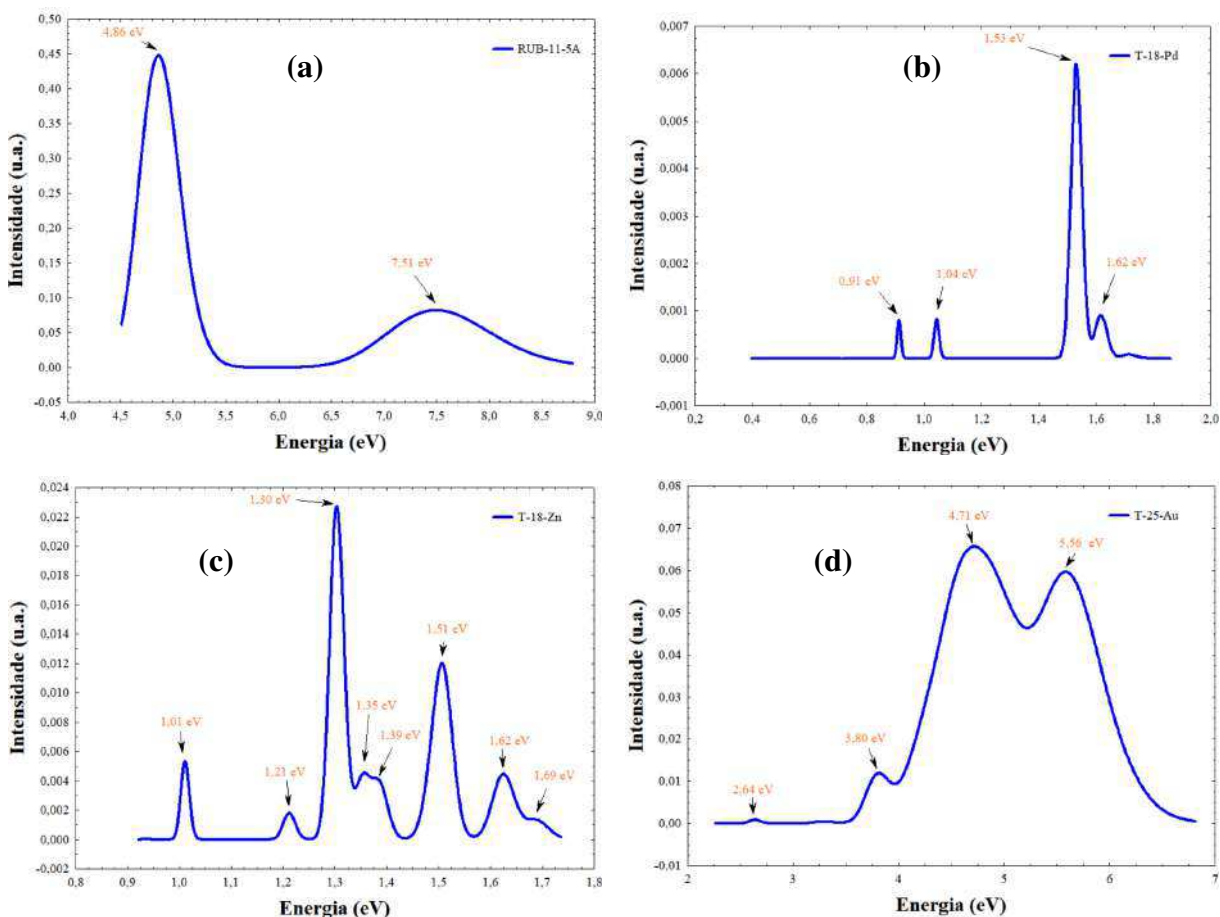 0,50
0,45
0,40
0,35
0,30
0,25
0,20
0,15
0,10
0,05
0,00
-0,05
Intensidade (u.a.)
4.86 eV
7,51 eV
(a)
RUB-11-5A
4,0 4,5 5,0 5,5 6,0 6,5 7,0 7,5 8,0 8,5 9,0
Energia (eV)
0,007
0,006
0,005
0,004
0,003
0,002
0,001
0,000
-0,001
Intensidade (u.a.)
1.53 eV
(b)
T-18-Pd
0,91 eV
1.04 eV
1.62 eV
0,2 0,4 0,6 0,8 1,0 1,2 1,4 1,6 1,8 2,0
Energia (eV)
0,024
0,022
0,020
0,018
0,016
0,014
0,012
0,010
0,008
0,006
0,004
0,002
0,000
-0,002
Intensidade (u.a.)
1.30 eV
T-18-Zn
(c)
1,51 eV
1.35 eV
1.39 eV
1,01 eV
1,62 eV
1,23 eV
1,69 eV
0,8 0,9 1,0 1,1 1,2 1,3 1,4 1,5 1,6 1,7 1,8
Energia (eV)
0,08
0,07
0,06
0,05
0,04
0,03
0,02
0,01
0,00
-0,01
Intensidade (u.a.)
4.71 eV
T-25-Au
5,56 eV
(d)
3.80 eV
2,64 eV
2 3 4 5 6 7
Energia (eV)